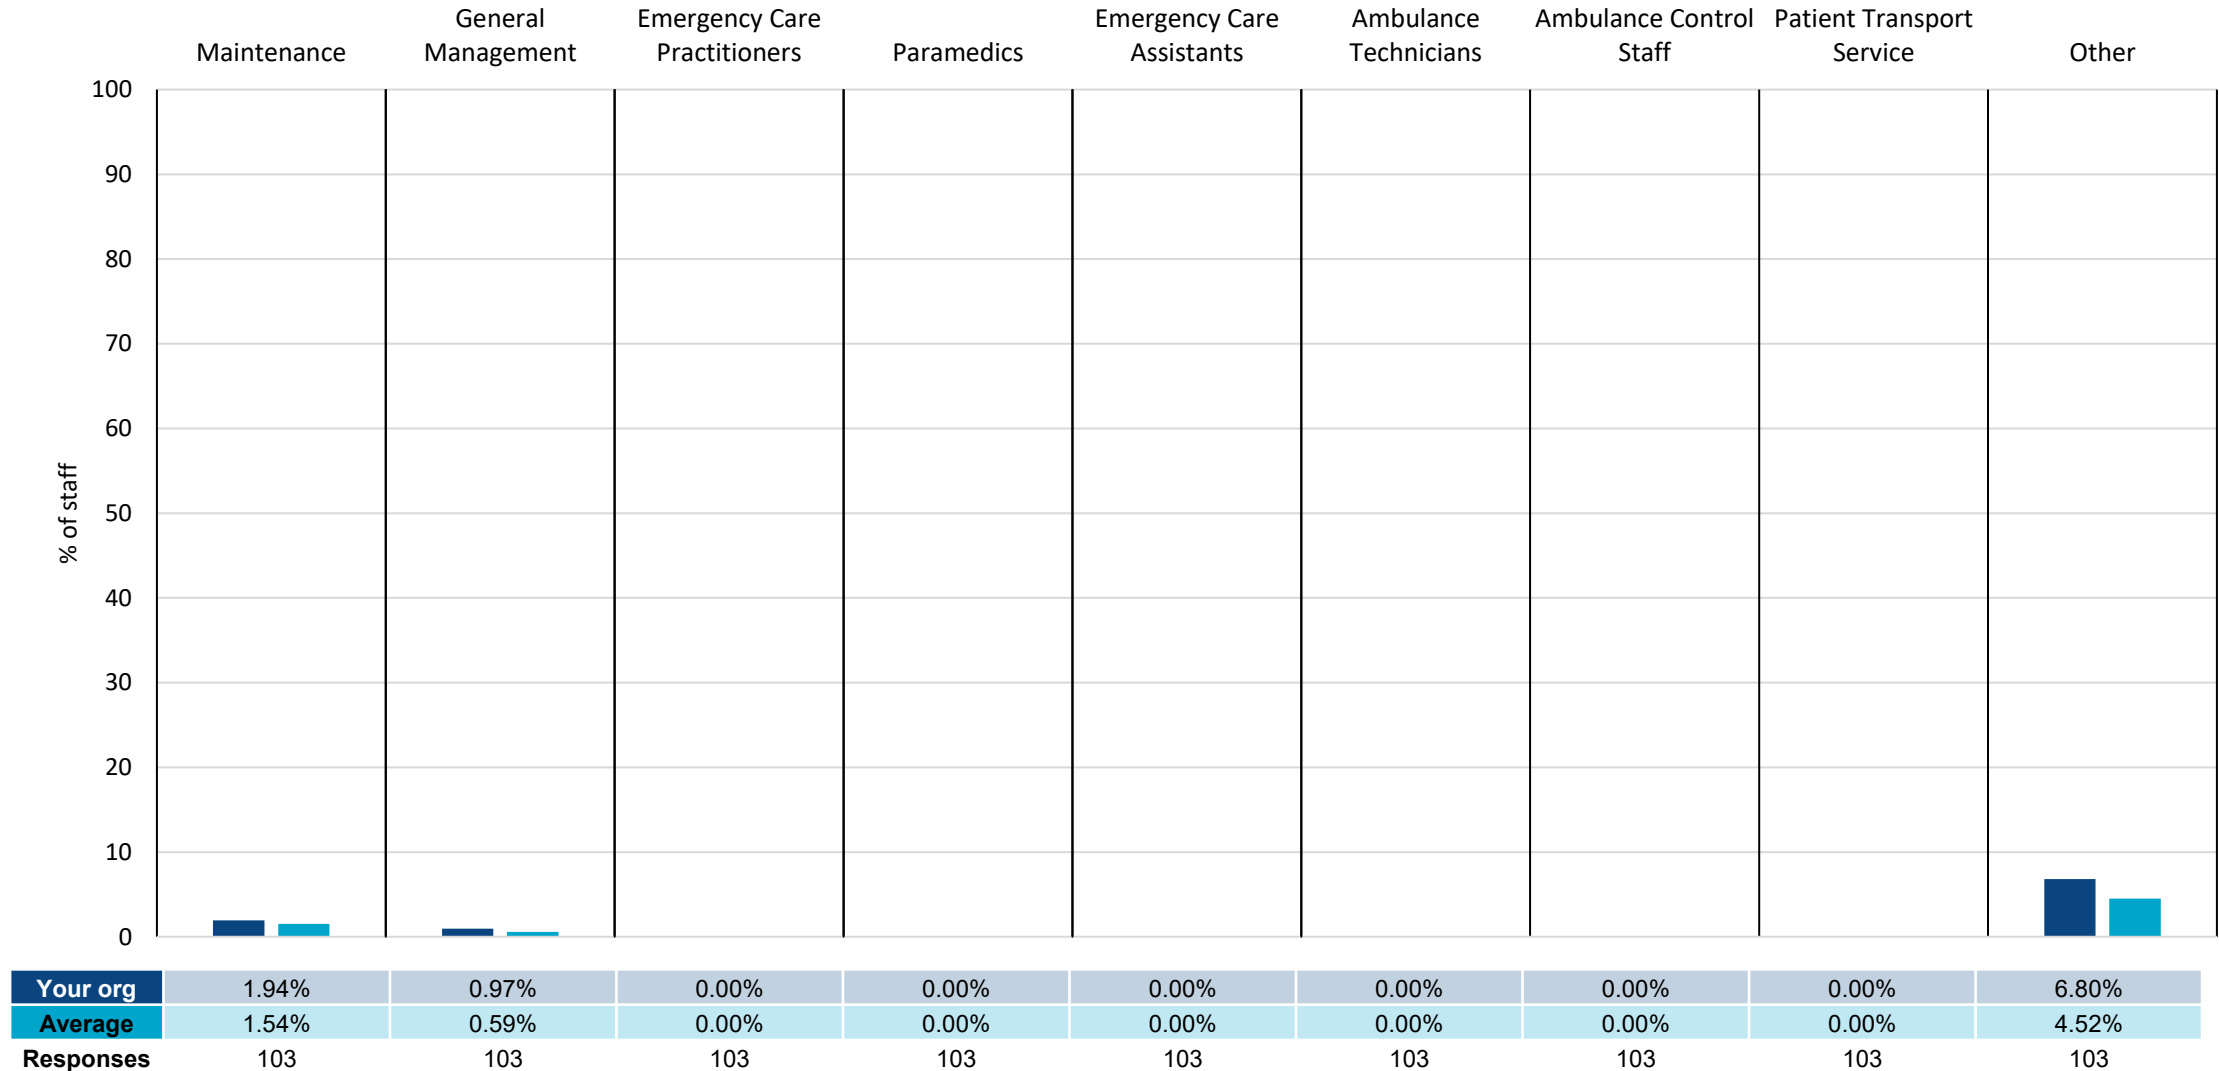 Maintenance
General
Management
Emergency Care
Practitioners
Paramedics
Emergency Care
Assistants
Ambulance
Technicians
Ambulance Control
Staff
Patient Transport
Service
Other
100
90
80
70
60
50
40
30
20
10
0
% of staff
Your org 1.94% 0.97% 0.00% 0.00% 0.00% 0.00% 0.00% 0.00% 6.80%
Average 1.54% 0.59% 0.00% 0.00% 0.00% 0.00% 0.00% 0.00% 4.52%
Responses 103 103 103 103 103 103 103 103 103